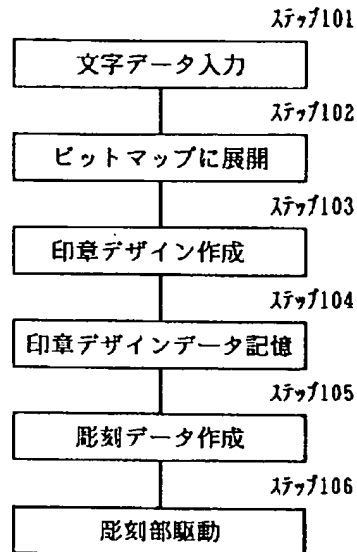 ステップ101
文字データ入力
ステップ102
ビットマップに展開
ステップ103
印章デザイン作成
ステップ104
印章デザインデータ記憶
ステップ105
彫刻データ作成
ステップ106
彫刻部駆動